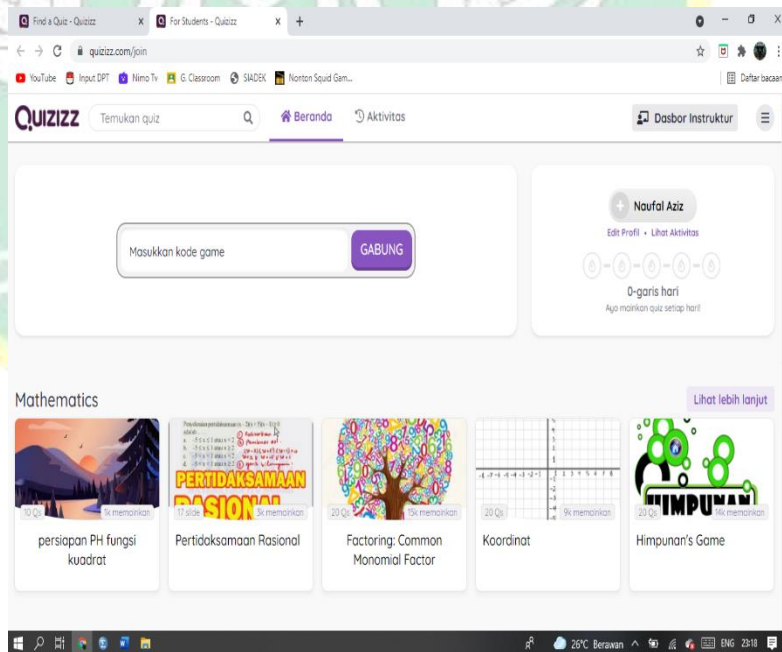 Find a Quiz - Quizizz
For Students - Quizizz
quizizz.com/join
YouTube
Input DPT
Nimo Tv
G. Classroom
SIADEK
Nonton Squid Gam...
Daftar bacaan
QUIZIZZ
Temukan quiz
Beranda
Aktivitas
Dasbor Instruktur
Masukkan kode game
GABUNG
Naufal Aziz
Edit Profil • Lihat Aktivitas
0-garis hari
Ayo mainkan quiz setiap hari!
Mathematics
Lihat lebih lanjut
10 Qs
1k memainkan
persiapan PH fungsi
kuadrat
PERTIDAKSAMAAN
RASIONAL
17 slide
3k memainkan
Pertidaksamaan Rasional
20 Qs
15k memainkan
Factoring: Common
Monomial Factor
20 Qs
9k memainkan
Koordinat
HIMPUNAN
20 Qs
14k memainkan
Himpunan's Game
26°C Berawan
ENG
23:18